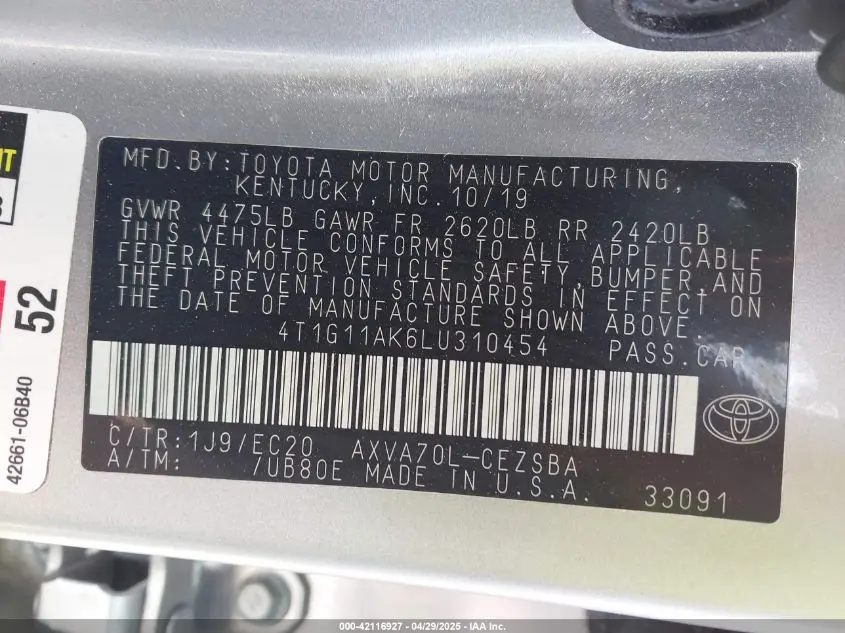 MFD.BY:TOYOTA MOTOR MANUFACTURING,
KENTUCKY,INC.10/19
GVWR 4475LB GAWR FR 2620LB RR 2420LB
THIS VEHICLE CONFORMS TO ALL APPLICABLE
FEDERAL MOTOR VEHICLE SAFETY,BUMPER,AND
THEFT PREVENTION STANDARDS IN EFFECT ON
THE DATE OF MANUFACTURE SHOWN ABOVE.
4T1G11AK6LU310454 PASS.CAR
C/TR:1J9/EC20 AXVA70L-CEZSBA
A/TM: /UB80E MADE IN U.S.A. 33091
52
42661-06B40
000-42116927 - 04/29/2025 - IAA Inc.